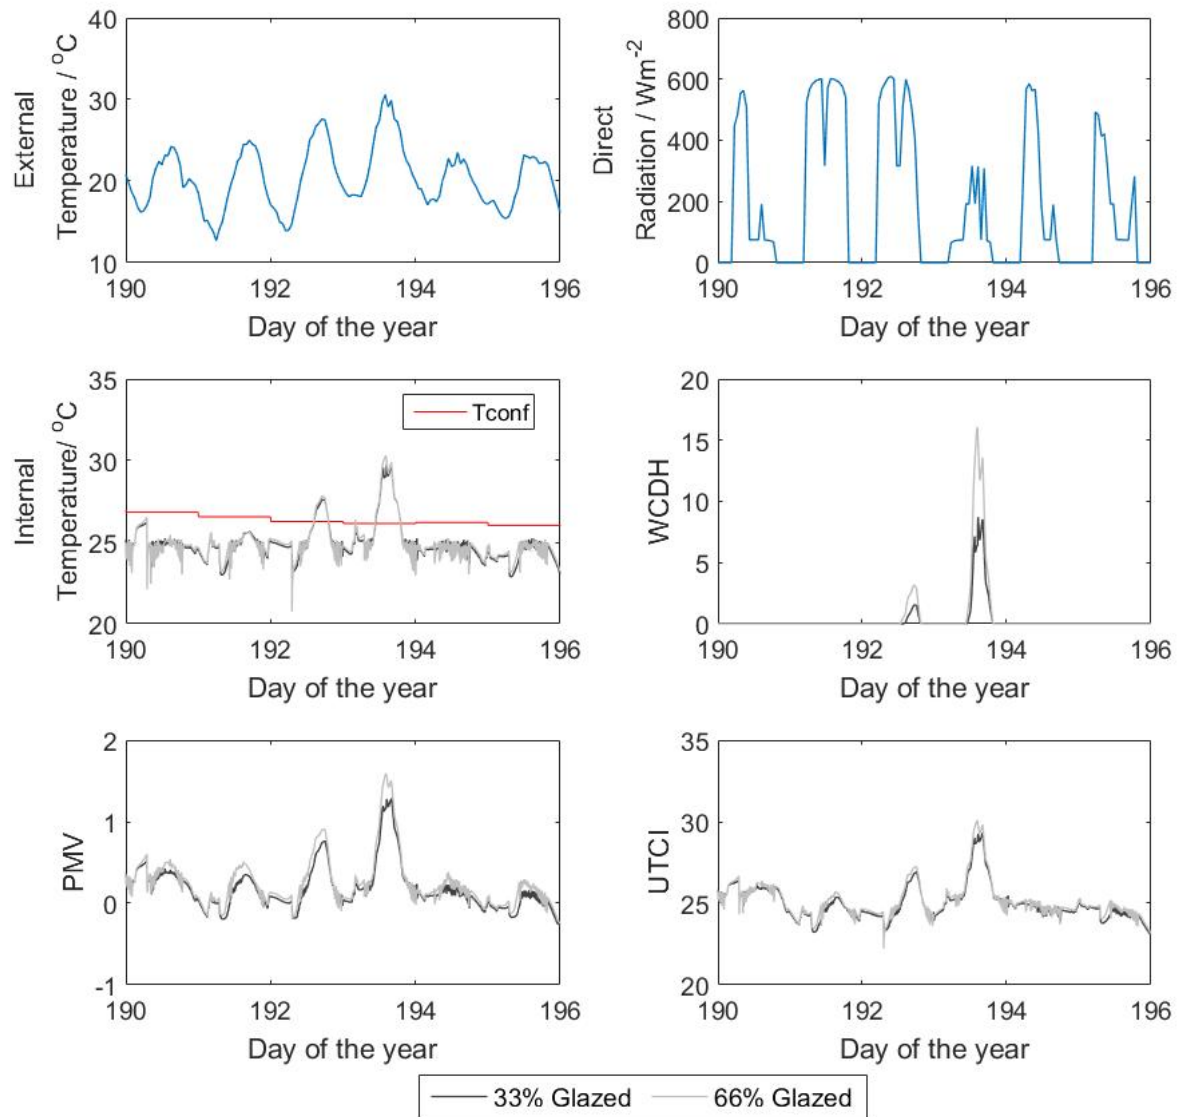 External
Temperature / °C
40
30
20
10
190
192
194
196
Day of the year
Direct
Radiation / Wm⁻²
800
600
400
200
0
190
192
194
196
Day of the year
Internal
Temperature/ °C
35
30
25
20
Tconf
190
192
194
196
Day of the year
WCDH
20
15
10
5
0
190
192
194
196
Day of the year
PMV
2
1
0
-1
190
192
194
196
Day of the year
UTCI
35
30
25
20
190
192
194
196
Day of the year
33% Glazed
66% Glazed